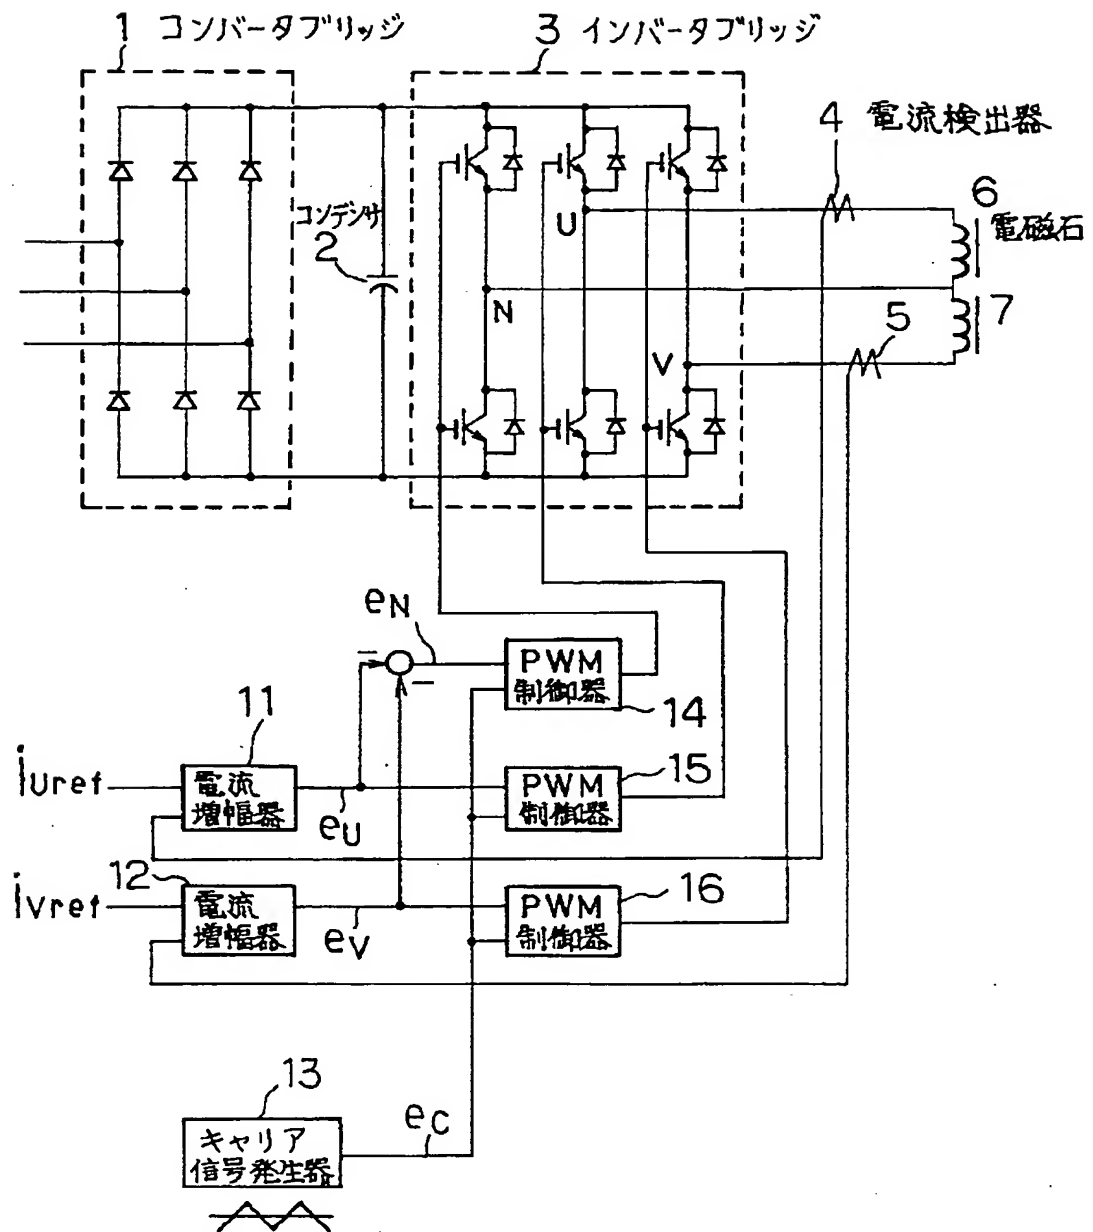 1 コンバータブリッジ
3 インバータブリッジ
4 電流検出器
コンデンサ
2
6
電磁石
U
N
7
5
V
eN
PWM
制御器
14
11
iuref
電流
増幅器
eU
PWM
制御器
15
12
ivref
電流
増幅器
eV
PWM
制御器
16
13
キャリア
信号発生器
eC